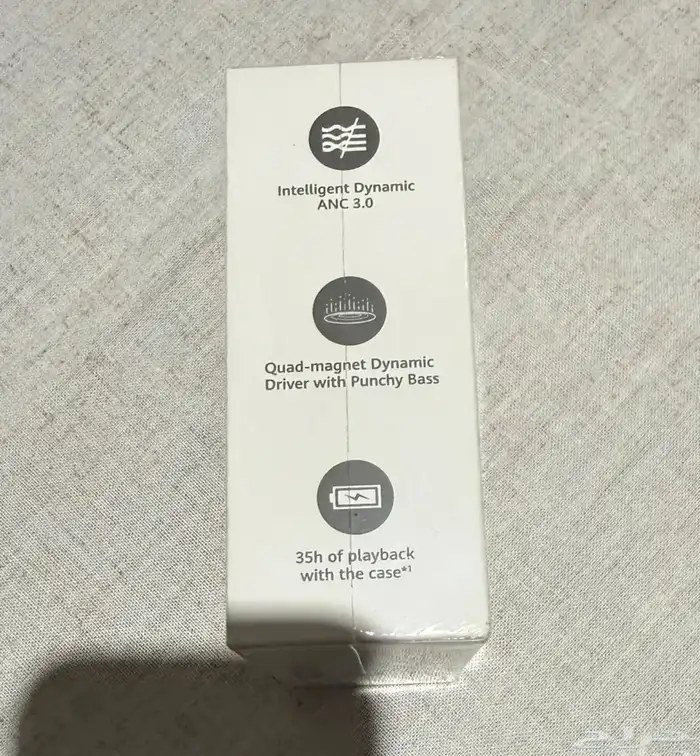 Intelligent Dynamic
ANC 3.0
Quad-magnet Dynamic
Driver with Punchy Bass
35h of playback
with the case*1
حراج